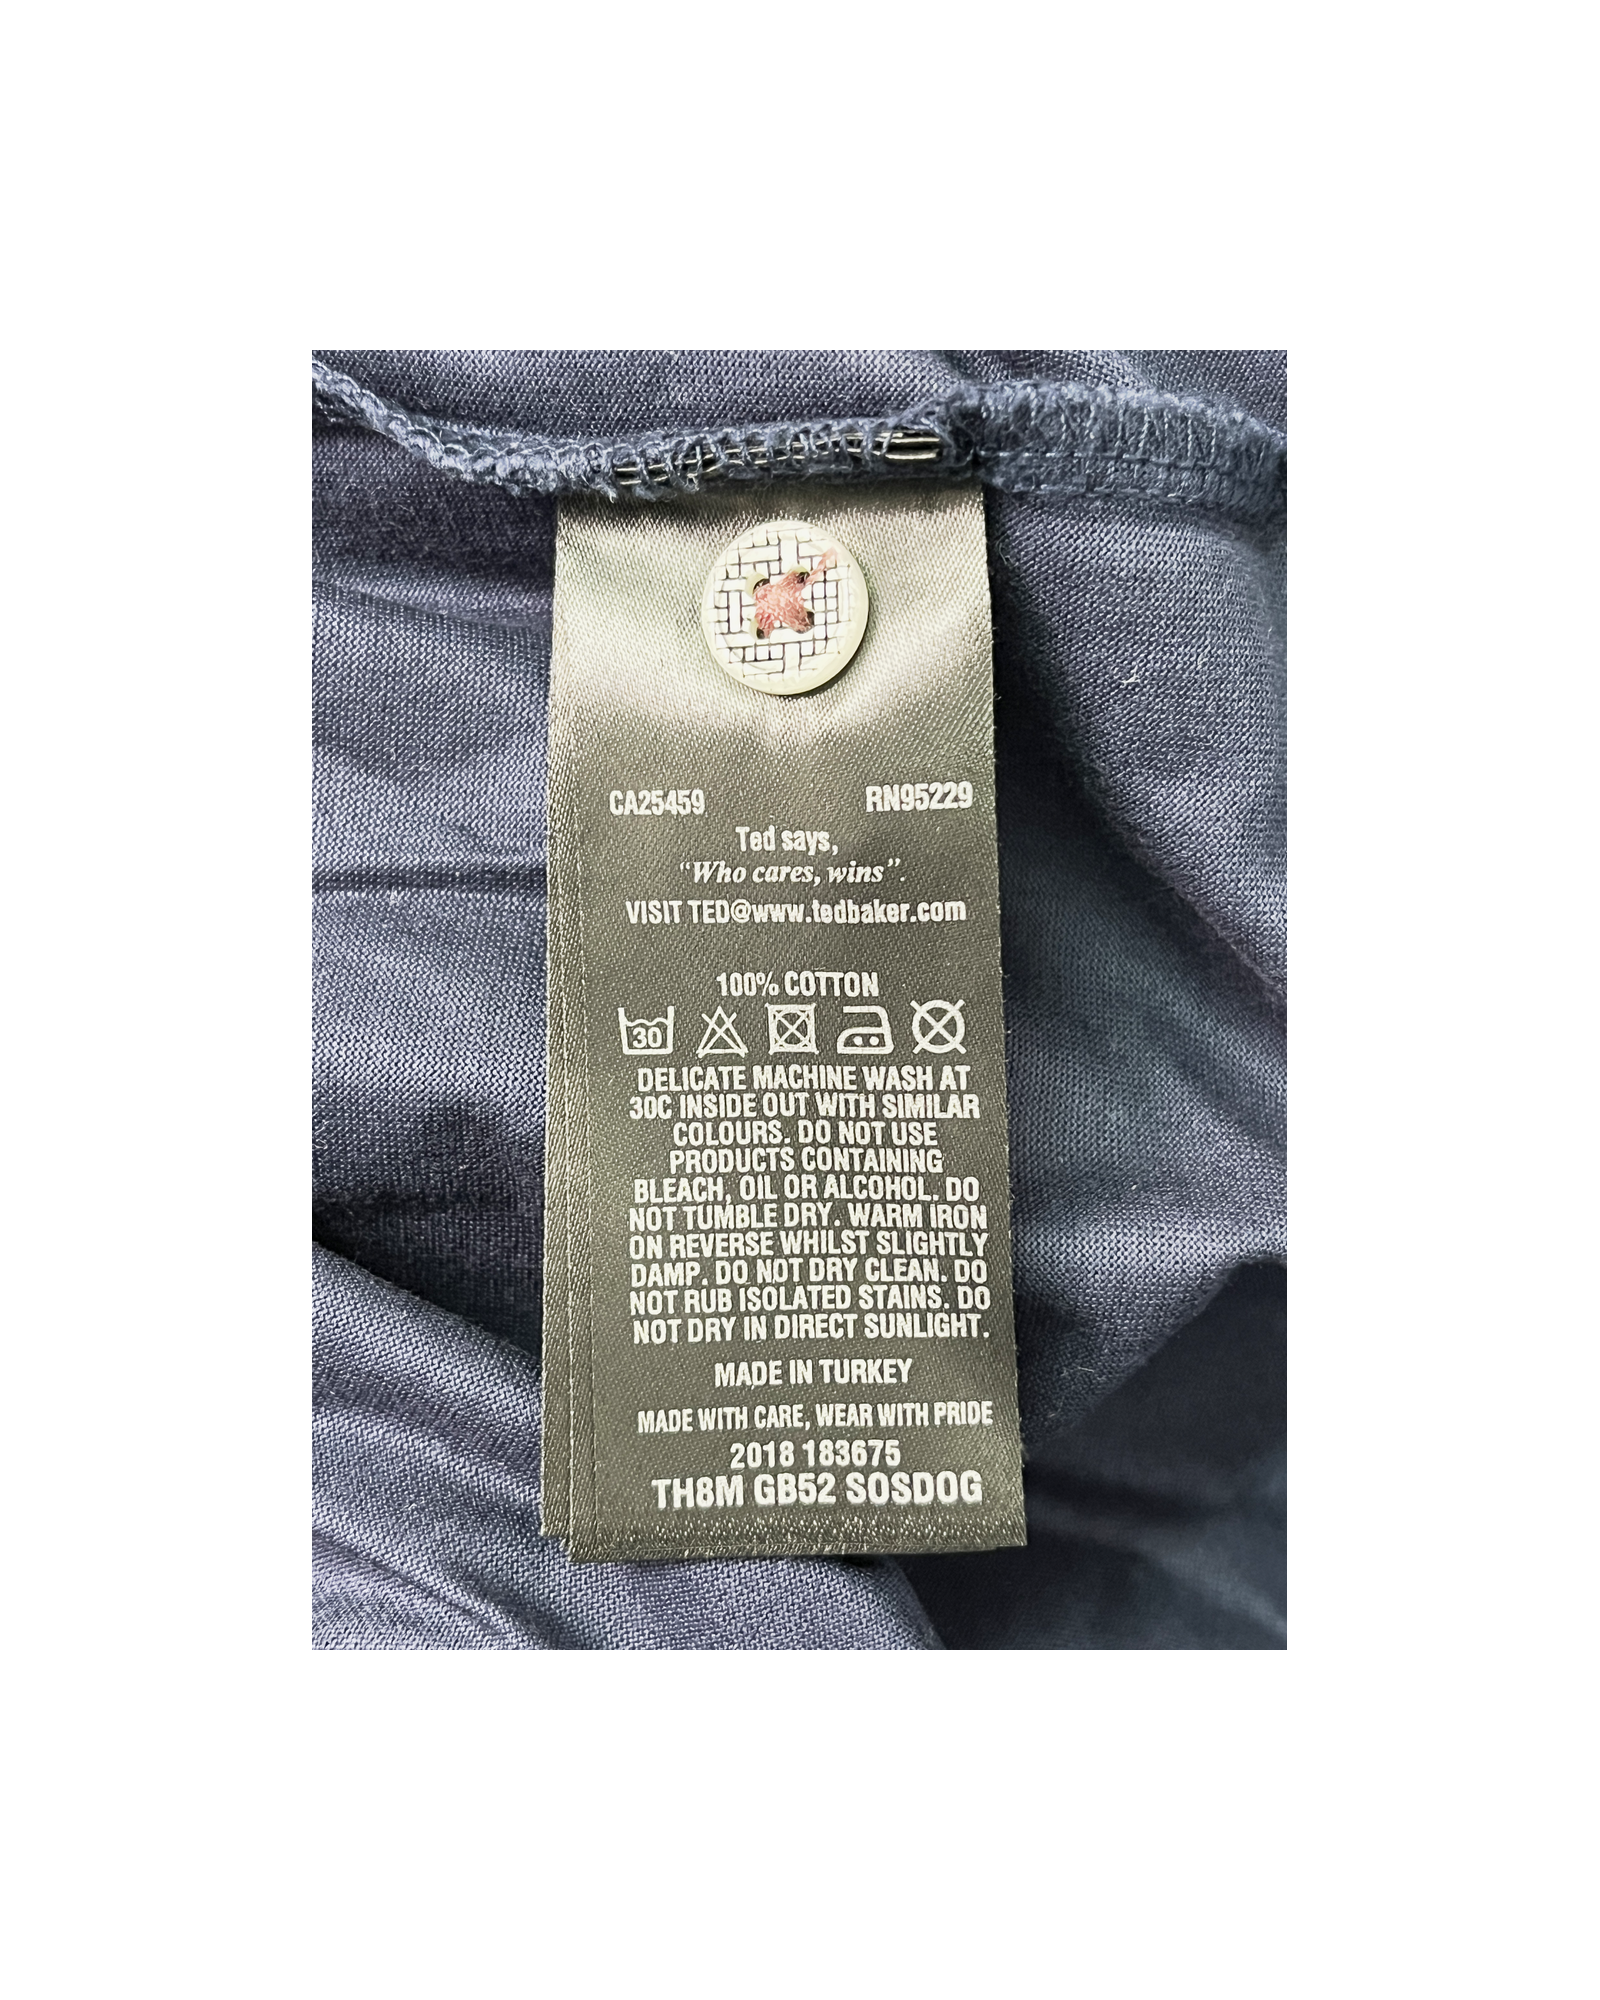 CA25459 RN95229
Ted says,
“Who cares, wins”.
VISIT TED@www.tedbaker.com
100% COTTON
30
DELICATE MACHINE WASH AT
30C INSIDE OUT WITH SIMILAR
COLOURS. DO NOT USE
PRODUCTS CONTAINING
BLEACH, OIL OR ALCOHOL. DO
NOT TUMBLE DRY. WARM IRON
ON REVERSE WHILST SLIGHTLY
DAMP. DO NOT DRY CLEAN. DO
NOT RUB ISOLATED STAINS. DO
NOT DRY IN DIRECT SUNLIGHT.
MADE IN TURKEY
MADE WITH CARE, WEAR WITH PRIDE
2018 183675
TH8M GB52 SOSDOG